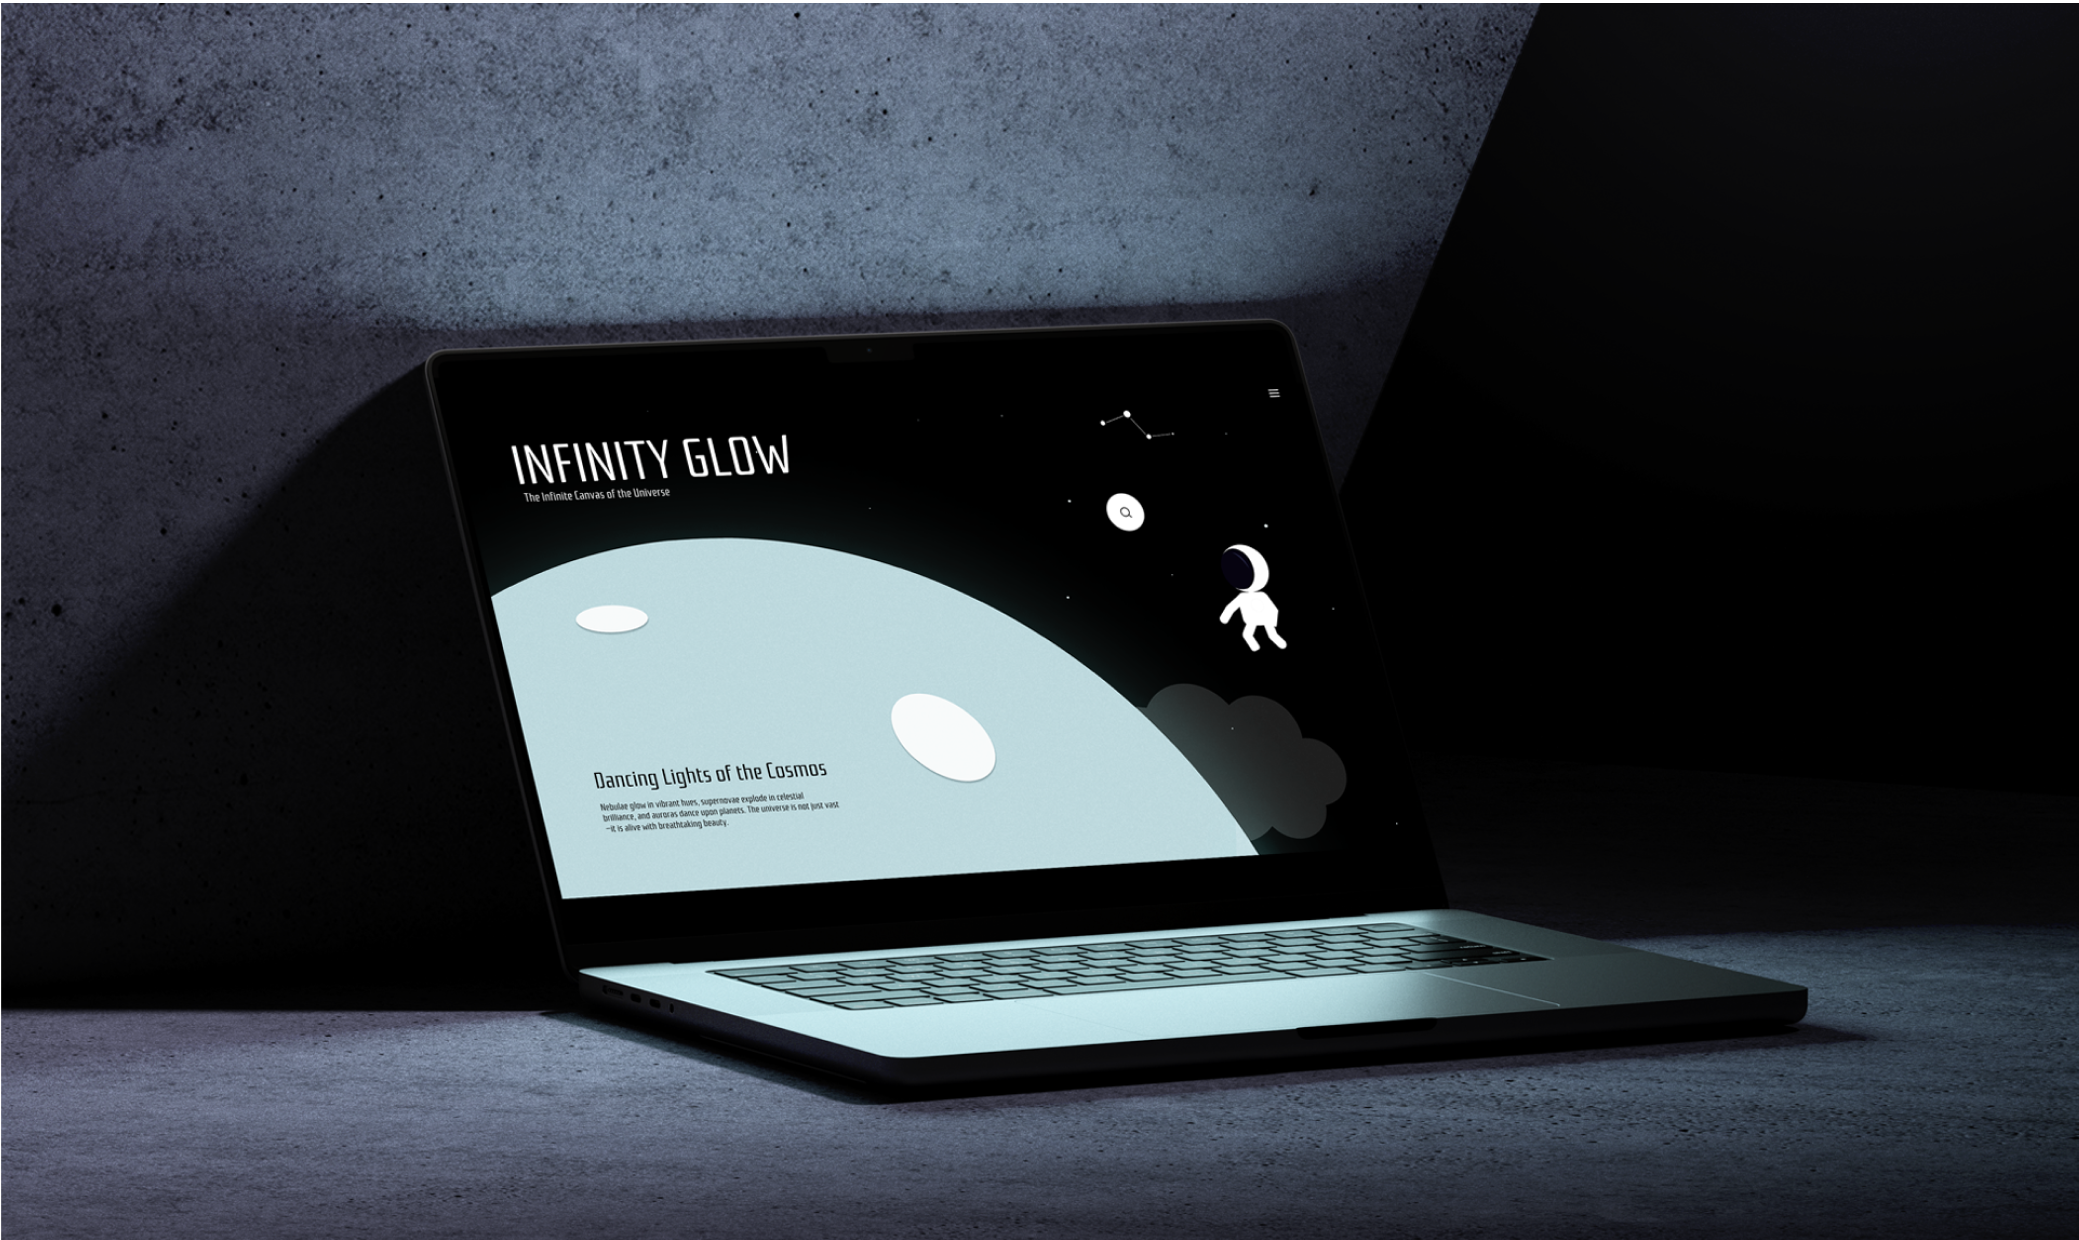 INFINITY GLOW
The Infinite Canvas of the Universe
Dancing Lights of the Cosmos
Nebulae glow in vibrant hues, supernovae explode in celestial
brilliance, and auroras dance upon planets. The universe is not just vast
—it is alive with breathtaking beauty.